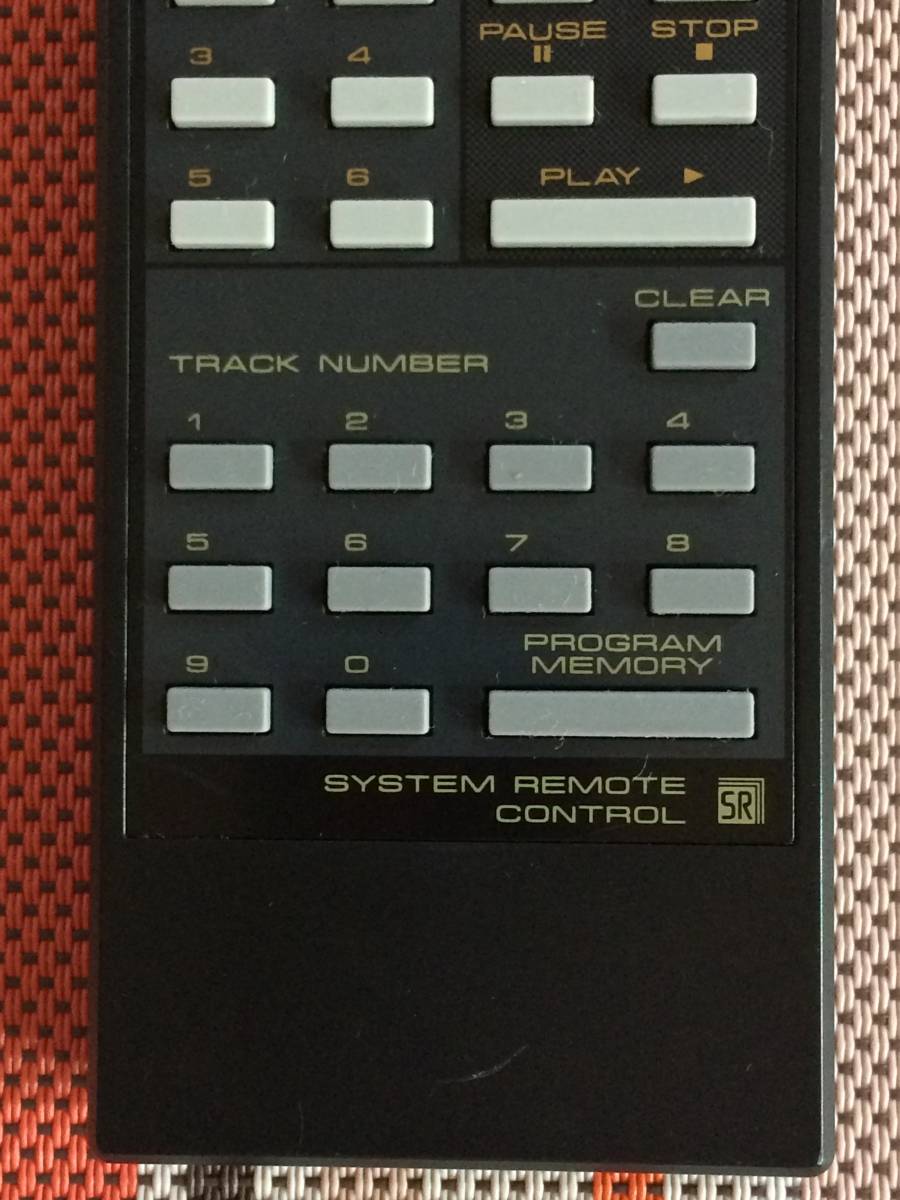 PAUSE STOP
3 4
5 6 PLAY
CLEAR
TRACK NUMBER
1 2 3 4
5 6 7 8
PROGRAM
9 0 MEMORY
SYSTEM REMOTE
CONTROL SR